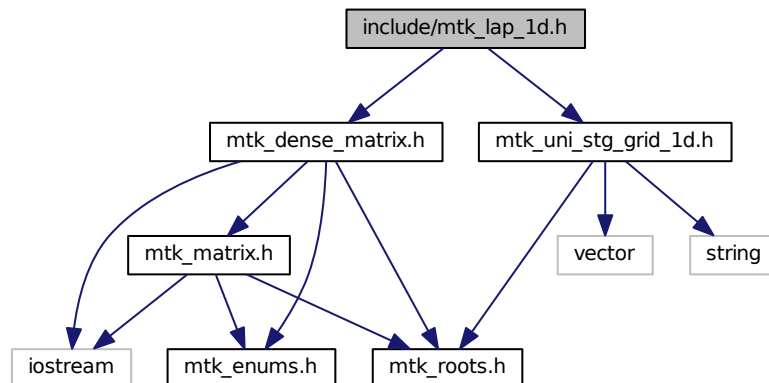 include/mtk_lap_1d.h
mtk_dense_matrix.h
mtk_uni_stg_grid_1d.h
mtk_matrix.h
vector
string
iostream
mtk_enums.h
mtk_roots.h